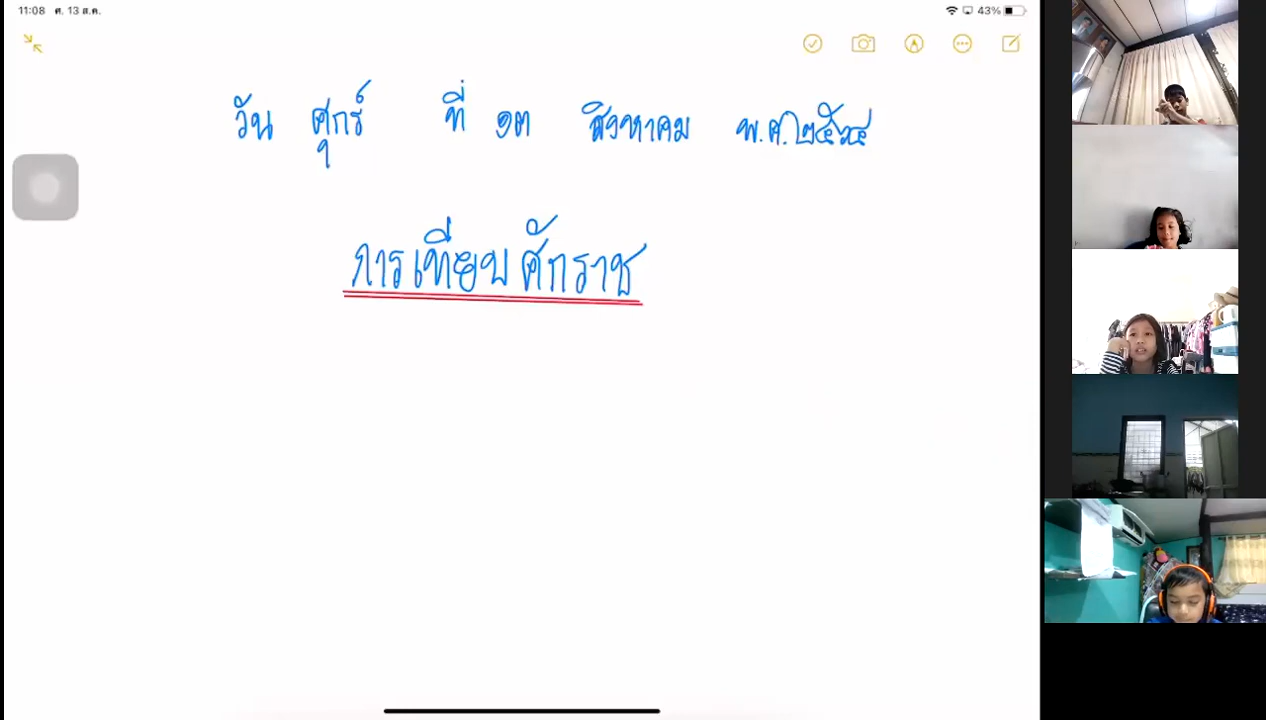 11:08 ศ. 13 ส.ค. 43%
วัน ศุกร์ ที่ ๑๓ สิงหาคม พ.ศ.๒๕๖๔
การเทียบศักราช